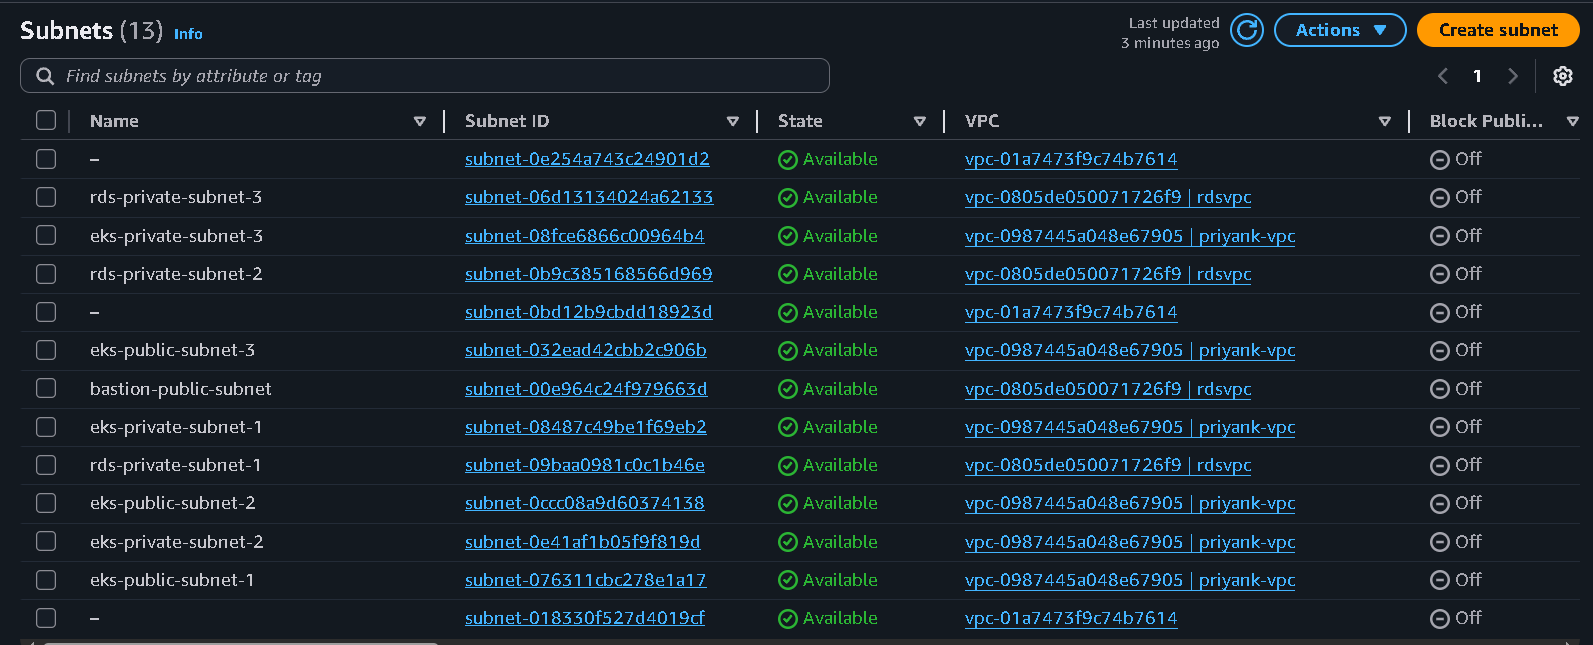 Subnets (13) Info
Last updated
3 minutes ago
Actions
Create subnet
Find subnets by attribute or tag
1
Name Subnet ID State VPC Block Publi...
– subnet-0e254a743c24901d2 Available vpc-01a7473f9c74b7614 Off
rds-private-subnet-3 subnet-06d13134024a62133 Available vpc-0805de050071726f9 | rdsvpc Off
eks-private-subnet-3 subnet-08fce6866c00964b4 Available vpc-0987445a048e67905 | priyank-vpc Off
rds-private-subnet-2 subnet-0b9c385168566d969 Available vpc-0805de050071726f9 | rdsvpc Off
– subnet-0bd12b9cbdd18923d Available vpc-01a7473f9c74b7614 Off
eks-public-subnet-3 subnet-032ead42cbb2c906b Available vpc-0987445a048e67905 | priyank-vpc Off
bastion-public-subnet subnet-00e964c24f979663d Available vpc-0805de050071726f9 | rdsvpc Off
eks-private-subnet-1 subnet-08487c49be1f69eb2 Available vpc-0987445a048e67905 | priyank-vpc Off
rds-private-subnet-1 subnet-09baa0981c0c1b46e Available vpc-0805de050071726f9 | rdsvpc Off
eks-public-subnet-2 subnet-0ccc08a9d60374138 Available vpc-0987445a048e67905 | priyank-vpc Off
eks-private-subnet-2 subnet-0e41af1b05f9f819d Available vpc-0987445a048e67905 | priyank-vpc Off
eks-public-subnet-1 subnet-076311cbc278e1a17 Available vpc-0987445a048e67905 | priyank-vpc Off
– subnet-018330f527d4019cf Available vpc-01a7473f9c74b7614 Off